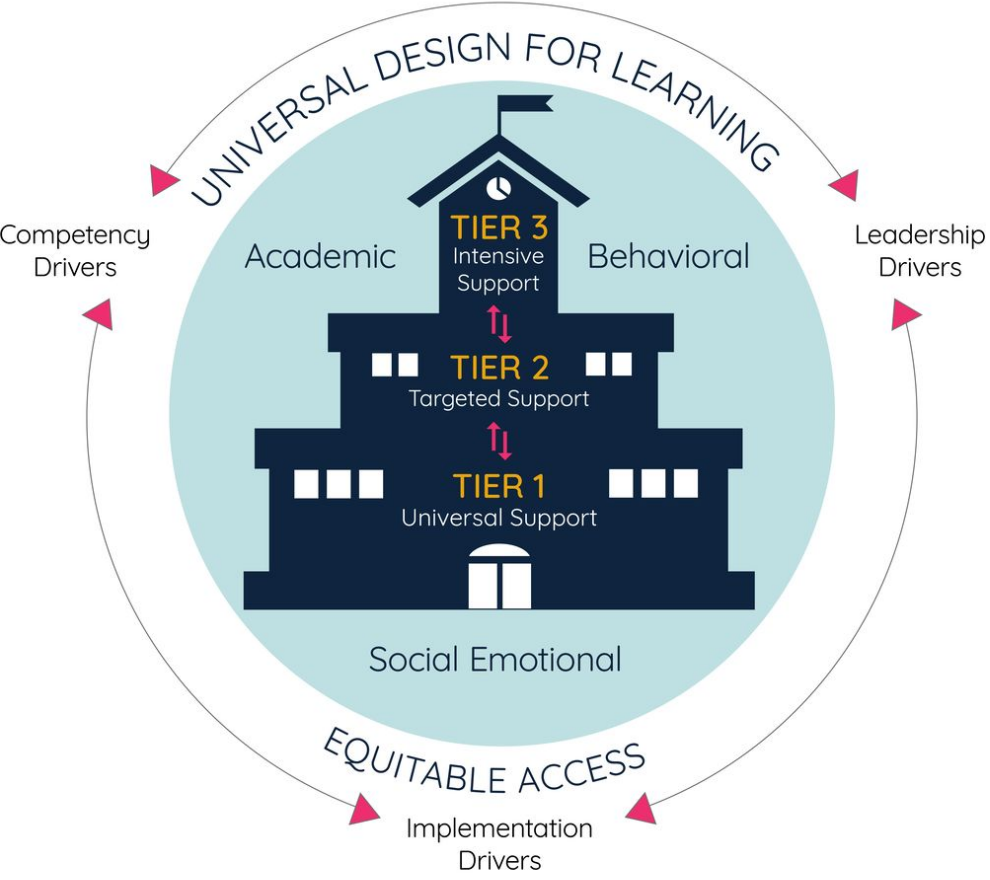 UNIVERSAL DESIGN FOR LEARNING
Competency
Drivers
Leadership
Drivers
Academic
Behavioral
TIER 3
Intensive
Support
TIER 2
Targeted Support
TIER 1
Universal Support
Social Emotional
EQUITABLE ACCESS
Implementation
Drivers